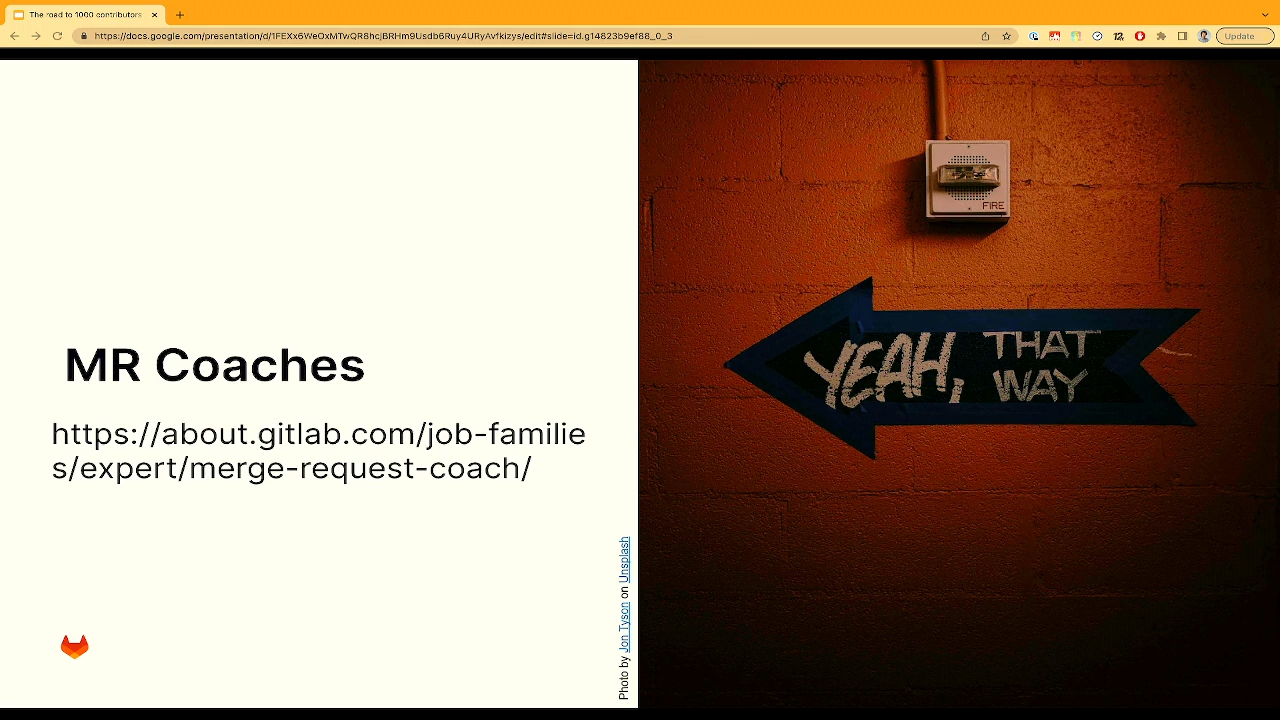 The road to 1000 contributors
https://docs.google.com/presentation/d/1FEXx6WeOxMTwQR8hcjBRHm9Usdb6Ruy4URyAvfkizys/edit#slide=id.g14823b9ef88_0_3
Update
MR Coaches
https://about.gitlab.com/job-familie
s/expert/merge-request-coach/
Photo by Jon Tyson on Unsplash
FIRE
YEAH, THAT
WAY